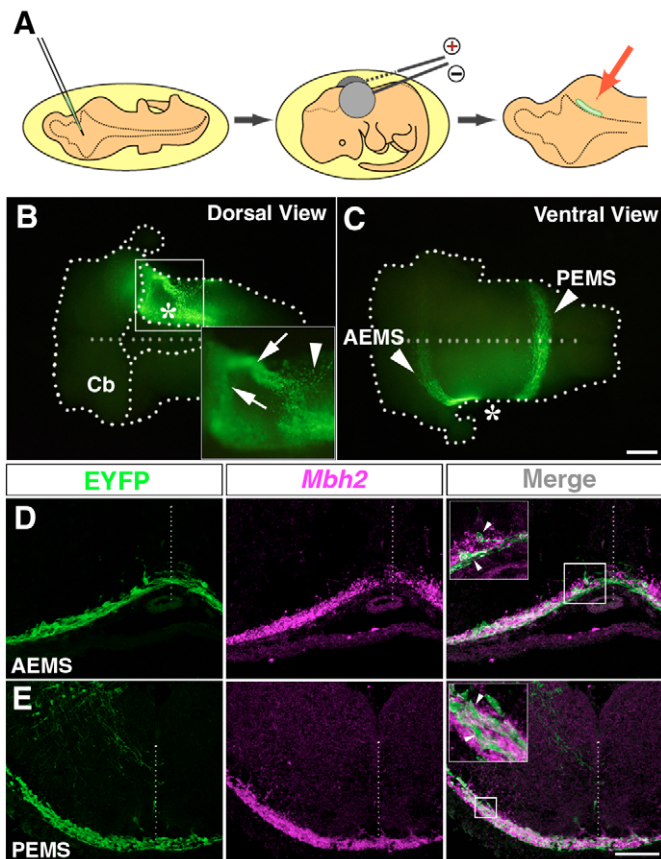 A
+
−
B
Dorsal View
*
Cb
C
Ventral View
PEMS
AEMS
*
EYFP
Mbh2
Merge
D
AEMS
E
PEMS